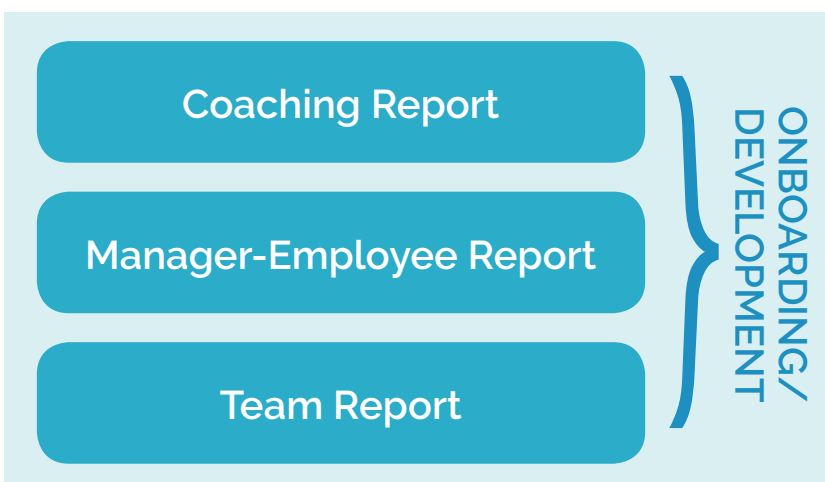 Coaching Report
Manager-Employee Report
Team Report
ONBOARDING/
DEVELOPMENT